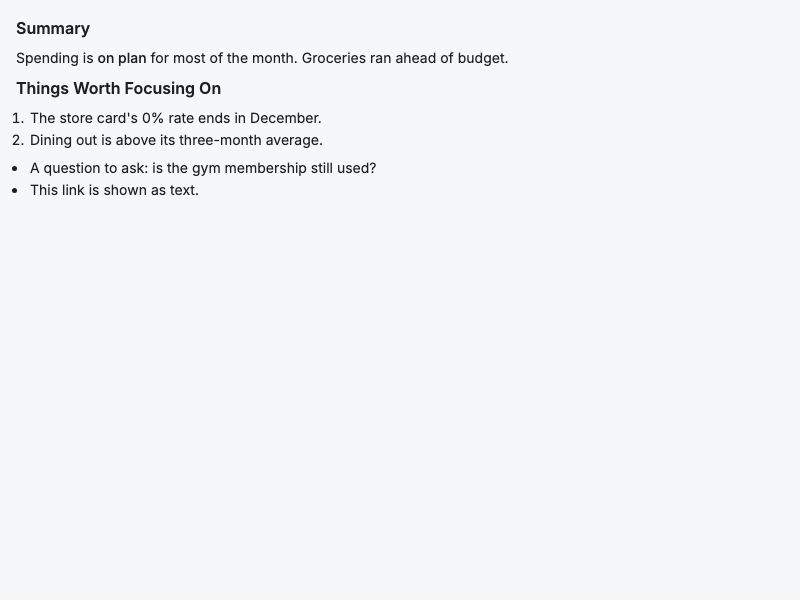 Summary
Spending is on plan for most of the month. Groceries ran ahead of budget.
Things Worth Focusing On
1. The store card's 0% rate ends in December.
2. Dining out is above its three-month average.
• A question to ask: is the gym membership still used?
• This link is shown as text.